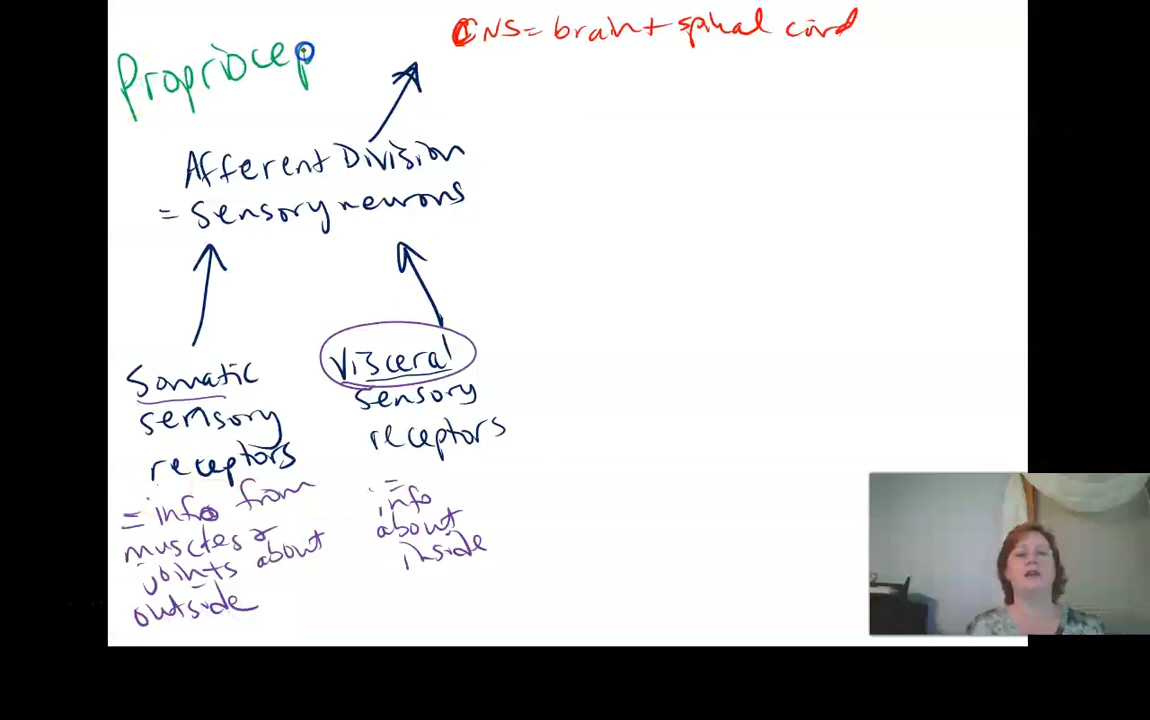 CNS = brain + spinal cord
Propriocep
Afferent Division
= Sensory neurons
Somatic
sensory
receptors
= info from
muscles &
joints about
outside
Visceral
sensory
receptors
=
info
about
inside